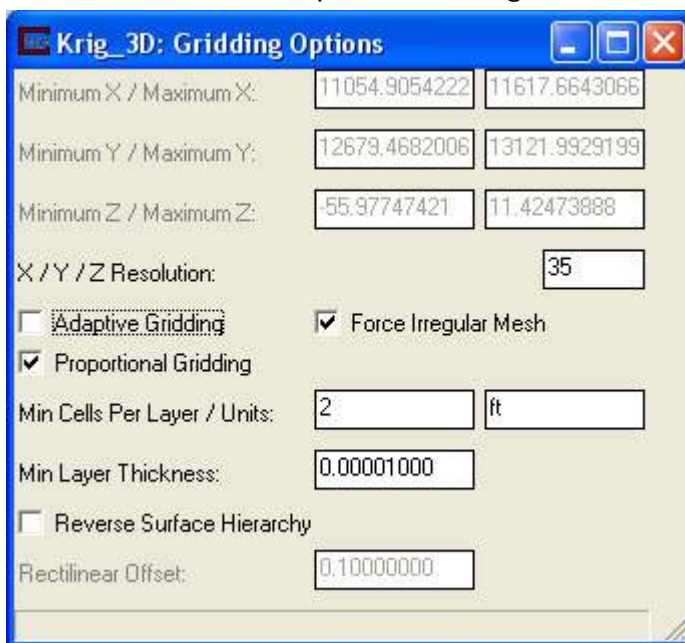 Krig_3D: Gridding Options
Minimum X / Maximum X: 11054.9054222 11617.6643066
Minimum Y / Maximum Y: 12679.4682006 13121.9929199
Minimum Z / Maximum Z: -55.97747421 11.42473888
X / Y / Z Resolution: 35
Adaptive Gridding Force Irregular Mesh
Proportional Gridding
Min Cells Per Layer / Units: 2 ft
Min Layer Thickness: 0.00001000
Reverse Surface Hierarchy
Rectilinear Offset: 0.10000000